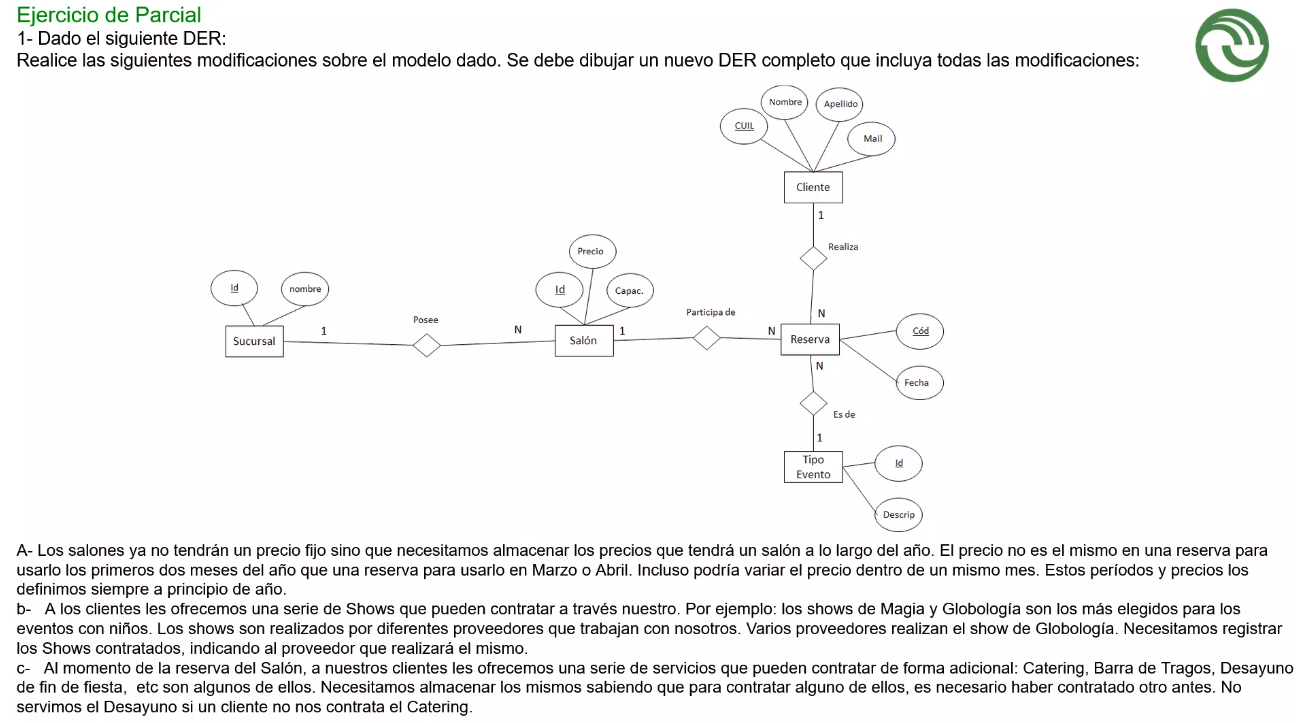 Ejercicio de Parcial
1- Dado el siguiente DER:
Realice las siguientes modificaciones sobre el modelo dado. Se debe dibujar un nuevo DER completo que incluya todas las modificaciones:
Nombre
Apellido
CUIL
Mail
Cliente
1
Realiza
Precio
Id
nombre
Id
Capac.
Participa de
Posee
N
Sucursal
1
N
Salón
1
N
Reserva
Cód
N
Fecha
Es de
1
Tipo
Evento
Id
Descrip
A- Los salones ya no tendrán un precio fijo sino que necesitamos almacenar los precios que tendrá un salón a lo largo del año. El precio no es el mismo en una reserva para
usarlo los primeros dos meses del año que una reserva para usarlo en Marzo o Abril. Incluso podría variar el precio dentro de un mismo mes. Estos períodos y precios los
definimos siempre a principio de año.
b- A los clientes les ofrecemos una serie de Shows que pueden contratar a través nuestro. Por ejemplo: los shows de Magia y Globología son los más elegidos para los
eventos con niños. Los shows son realizados por diferentes proveedores que trabajan con nosotros. Varios proveedores realizan el show de Globología. Necesitamos registrar
los Shows contratados, indicando al proveedor que realizará el mismo.
c- Al momento de la reserva del Salón, a nuestros clientes les ofrecemos una serie de servicios que pueden contratar de forma adicional: Catering, Barra de Tragos, Desayuno
de fin de fiesta, etc son algunos de ellos. Necesitamos almacenar los mismos sabiendo que para contratar alguno de ellos, es necesario haber contratado otro antes. No
servimos el Desayuno si un cliente no nos contrata el Catering.